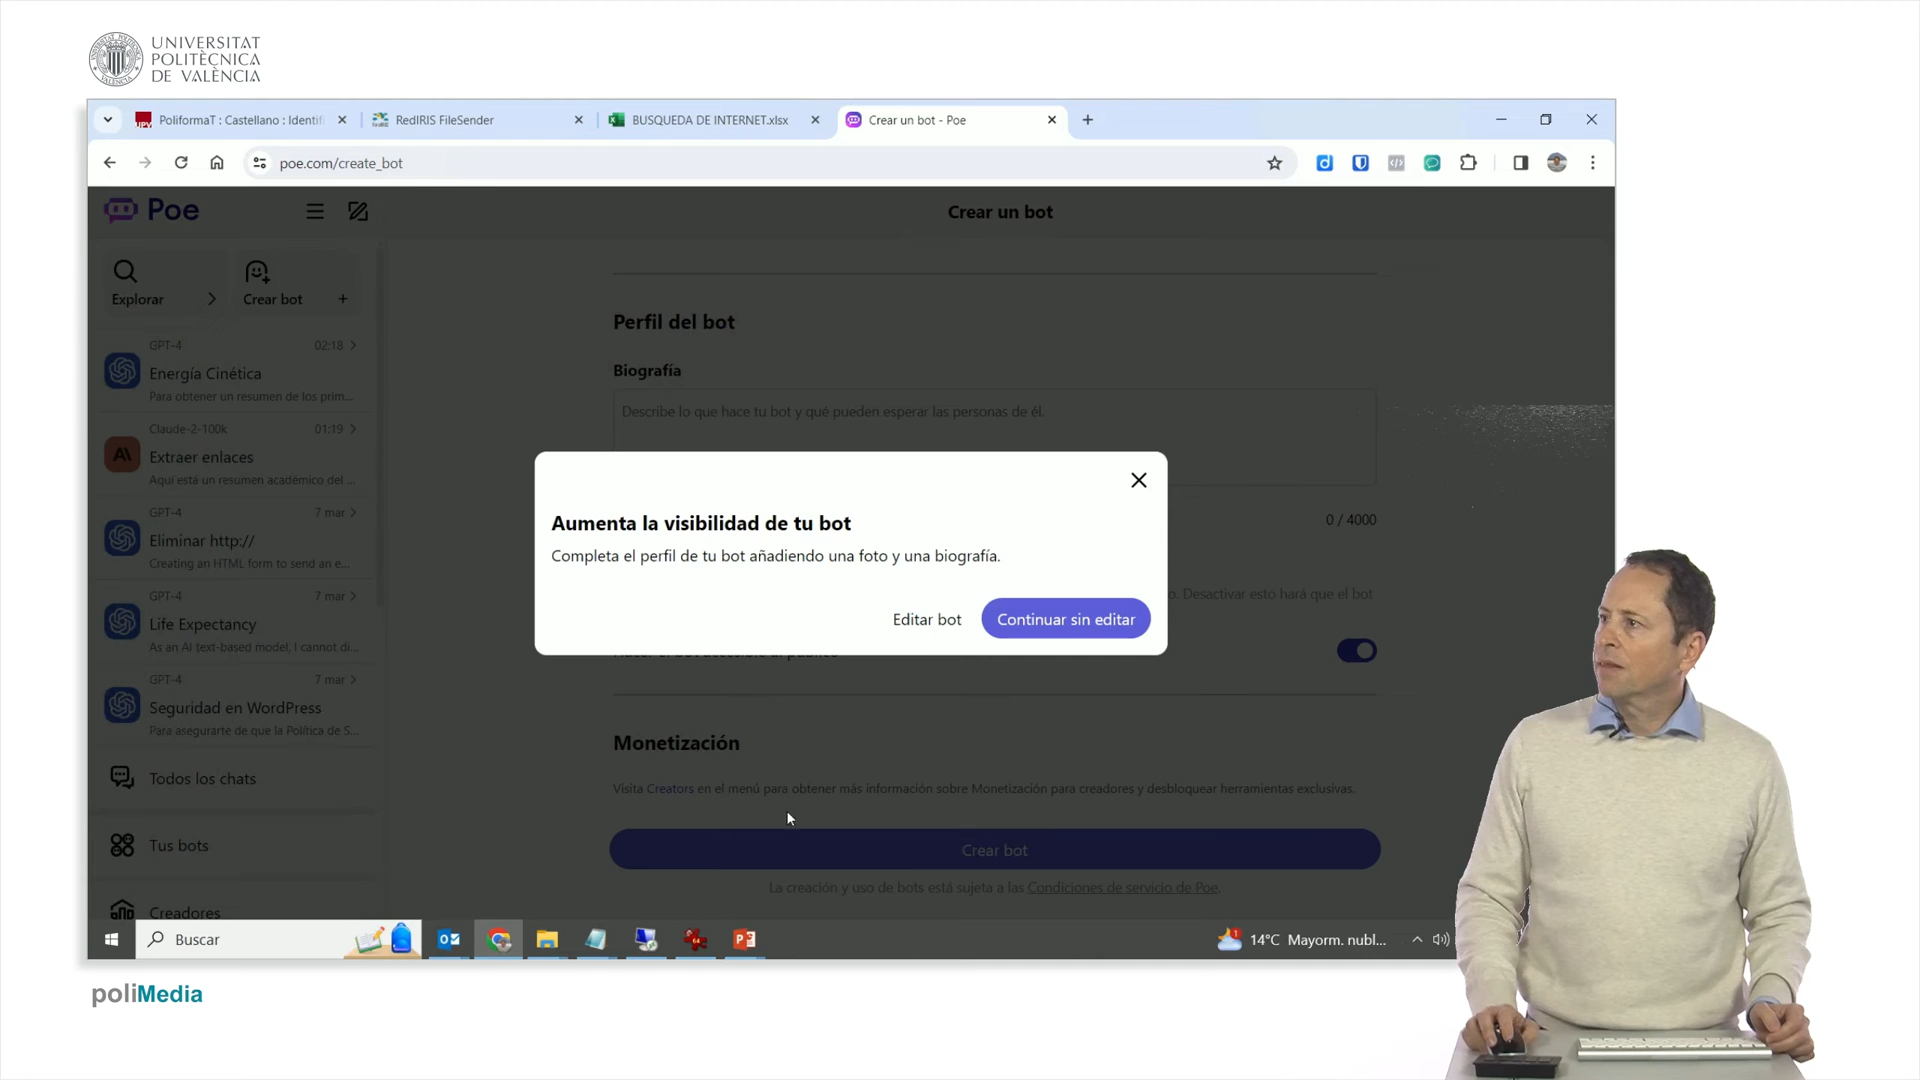 UNIVERSITAT
POLITÈCNICA
DE VALÈNCIA
PoliformaT : Castellano : Identifi
RedIRIS FileSender
BUSQUEDA DE INTERNET.xlsx
Crear un bot - Poe
poe.com/create_bot
Poe
Crear un bot
Explorar
Crear bot
GPT-4
02:18
Energía Cinética
Para obtener un resumen de los prim...
Claude-2-100k
01:19
Extraer enlaces
Aquí está un resumen académico del ...
GPT-4
7 mar
Eliminar http://
Creating an HTML form to send an e...
GPT-4
7 mar
Life Expectancy
As an AI text-based model, I cannot di...
GPT-4
7 mar
Seguridad en WordPress
Para asegurarte de que la Política de S...
Todos los chats
Tus bots
Creadores
Perfil del bot
Biografía
Describe lo que hace tu bot y qué pueden esperar las personas de él.
0 / 4000
Aumenta la visibilidad de tu bot
Completa el perfil de tu bot añadiendo una foto y una biografía.
Editar bot
Continuar sin editar
o. Desactivar esto hará que el bot
Monetización
Visita Creators en el menú para obtener más información sobre Monetización para creadores y desbloquear herramientas exclusivas.
Crear bot
La creación y uso de bots está sujeta a las Condiciones de servicio de Poe.
Buscar
14°C Mayorm. nubl...
poliMedia